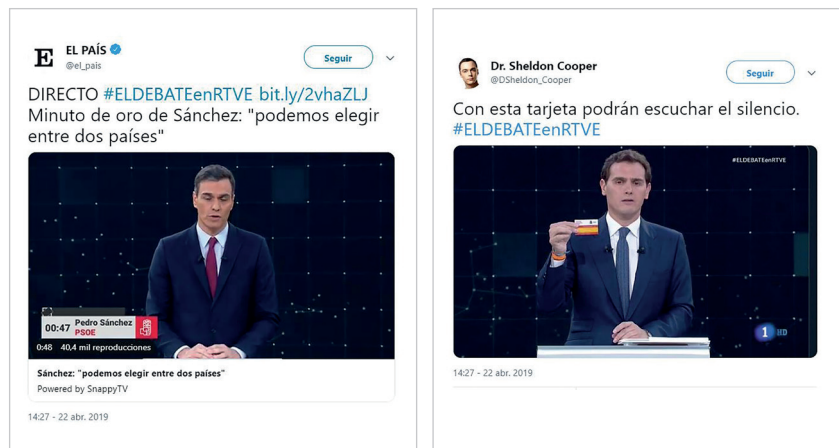 EL PAÍS
@el_pais
Seguir
DIRECTO #ELDEBATEenRTVE bit.ly/2vhaZLJ
Minuto de oro de Sánchez: "podemos elegir
entre dos países"
00:47 Pedro Sánchez
PSOE
0:48 40,4 mil reproducciones
Sánchez: "podemos elegir entre dos países"
Powered by SnappyTV
14:27 - 22 abr. 2019
Dr. Sheldon Cooper
@DSheldon_Cooper
Seguir
Con esta tarjeta podrán escuchar el silencio.
#ELDEBATEenRTVE
#ELDEBATEenRTVE
1 HD
14:27 - 22 abr. 2019